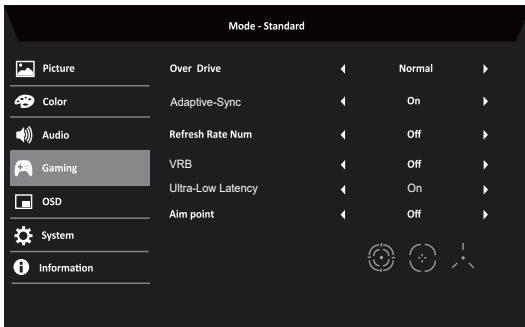 Mode - Standard
Picture
Over Drive Normal
Color
Adaptive-Sync On
Audio
Refresh Rate Num Off
Gaming
VRB Off
Ultra-Low Latency On
OSD
Aim point Off
System
Information